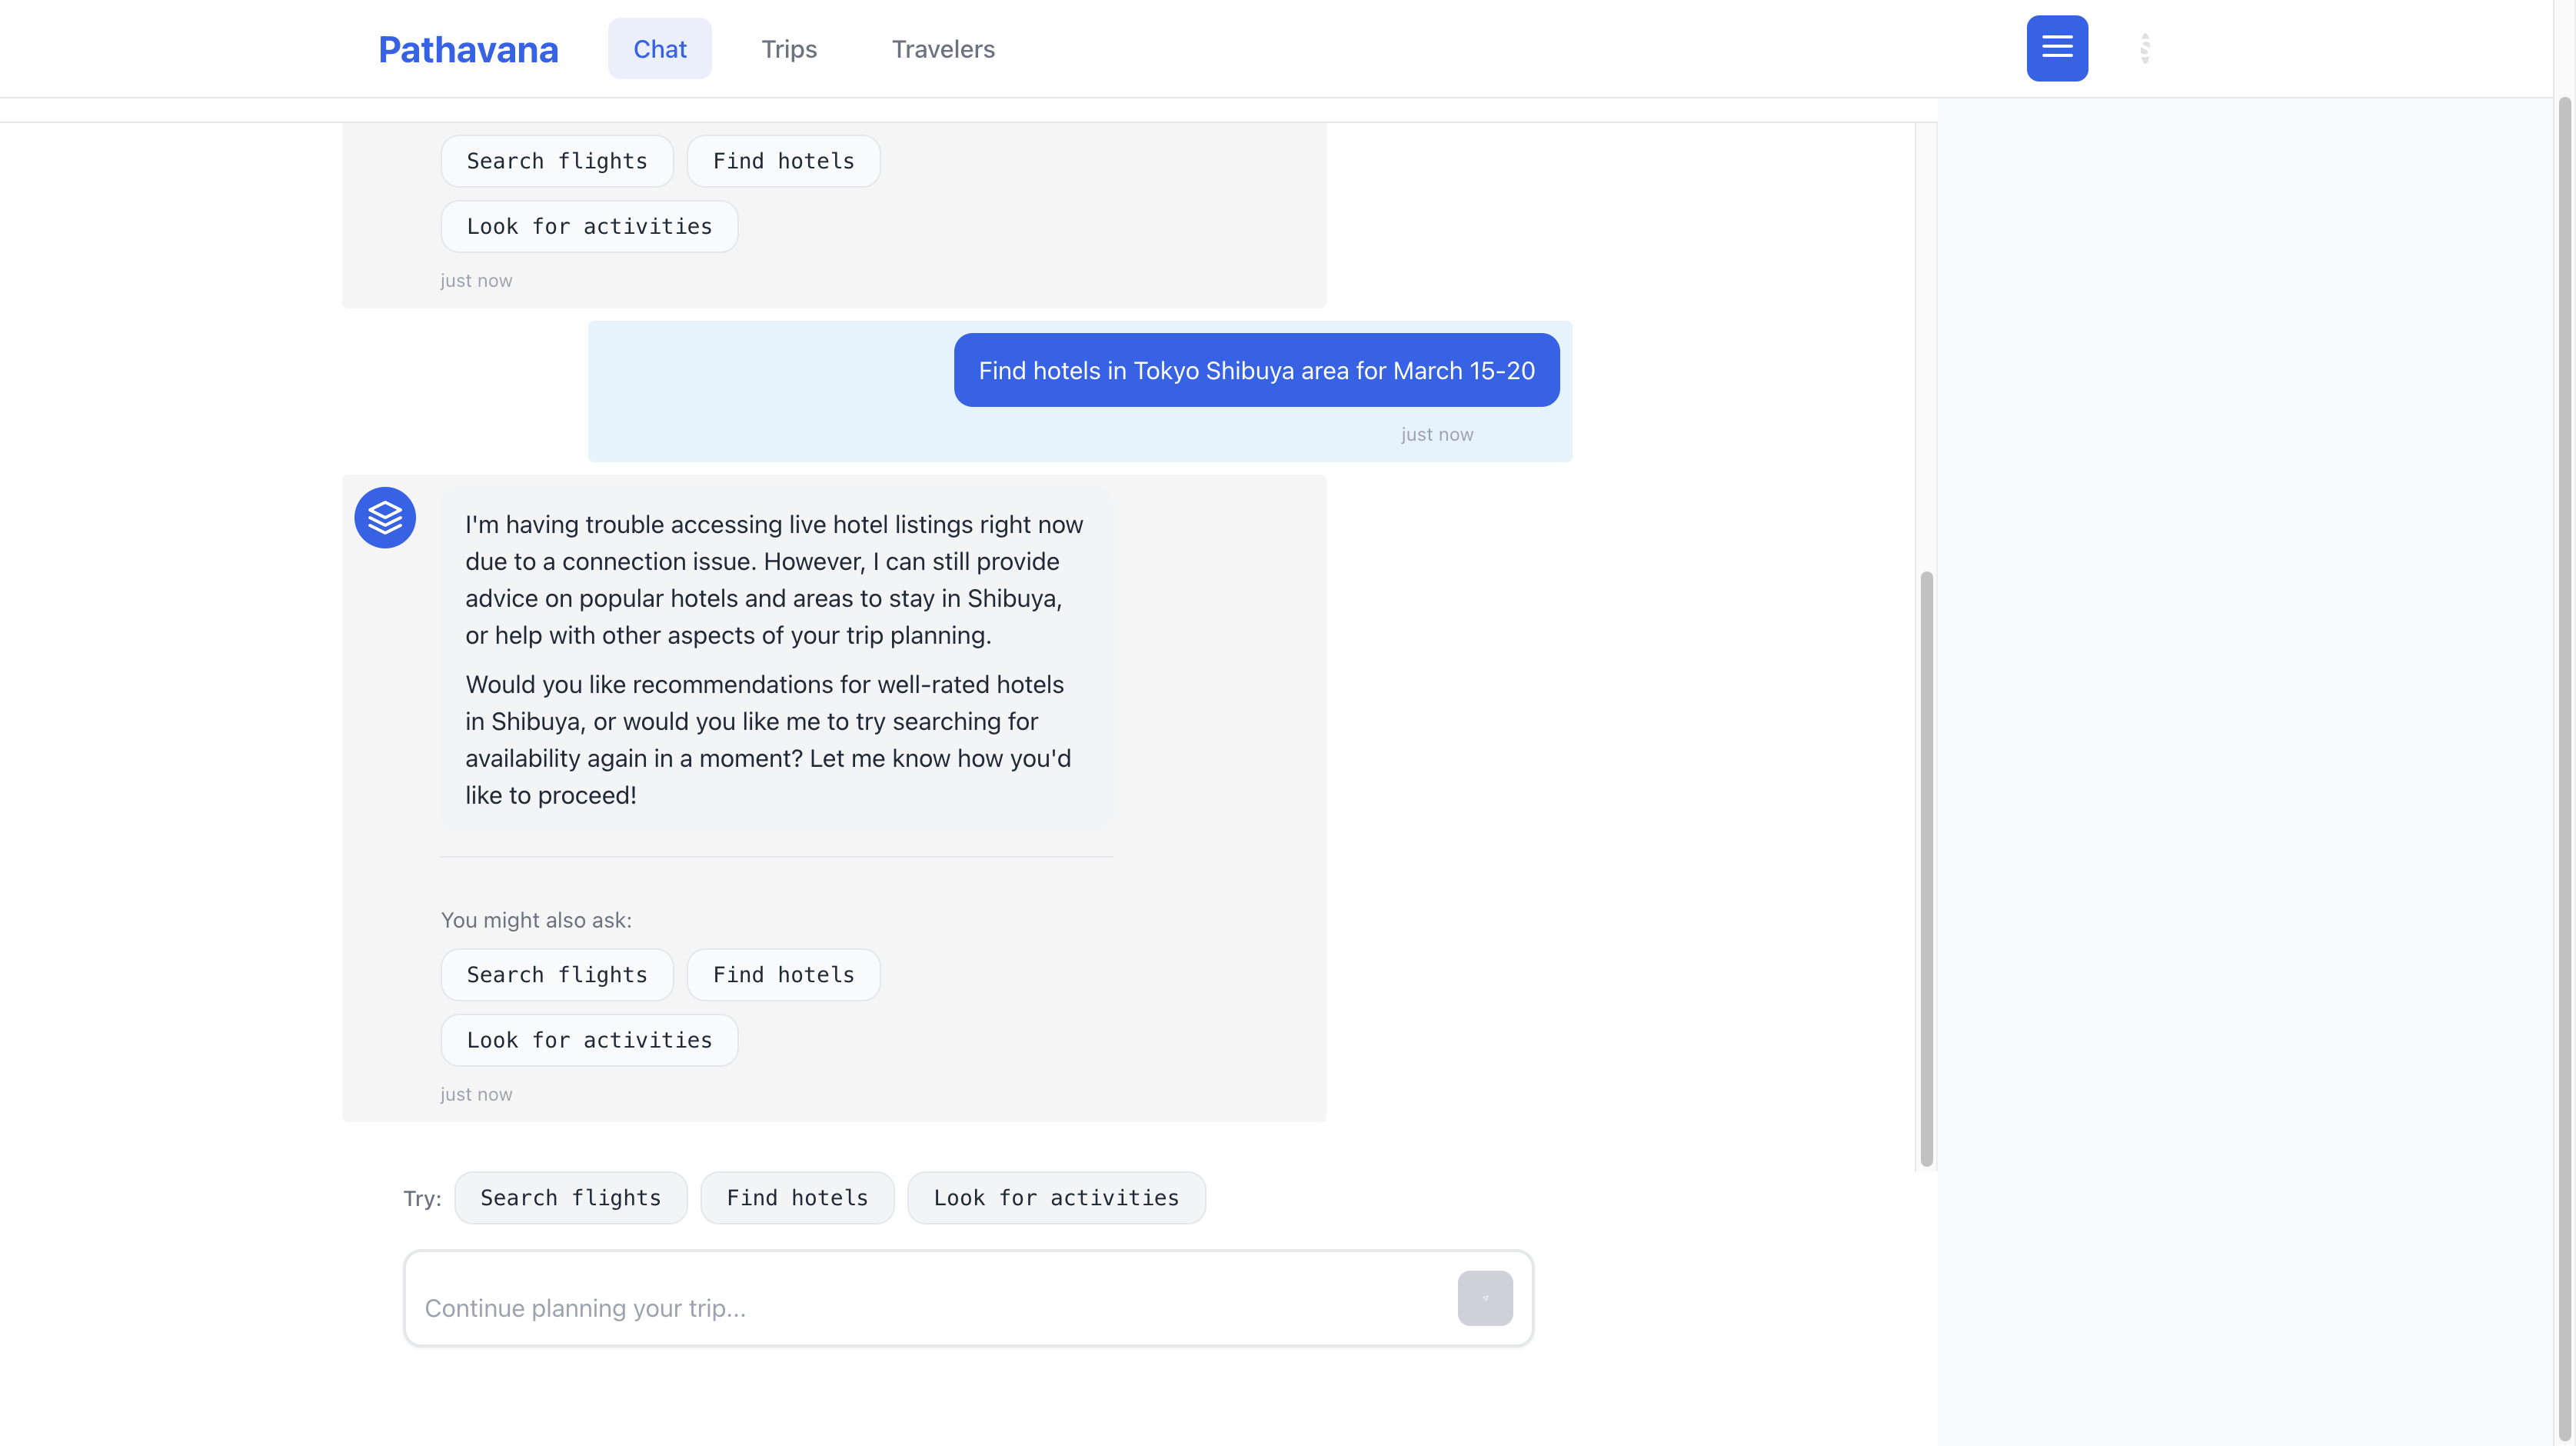 Pathavana Chat Trips Travelers
Search flights Find hotels
Look for activities
just now
Find hotels in Tokyo Shibuya area for March 15-20
just now
I'm having trouble accessing live hotel listings right now
due to a connection issue. However, I can still provide
advice on popular hotels and areas to stay in Shibuya,
or help with other aspects of your trip planning.
Would you like recommendations for well-rated hotels
in Shibuya, or would you like me to try searching for
availability again in a moment? Let me know how you'd
like to proceed!
You might also ask:
Search flights Find hotels
Look for activities
just now
Try: Search flights Find hotels Look for activities
Continue planning your trip...